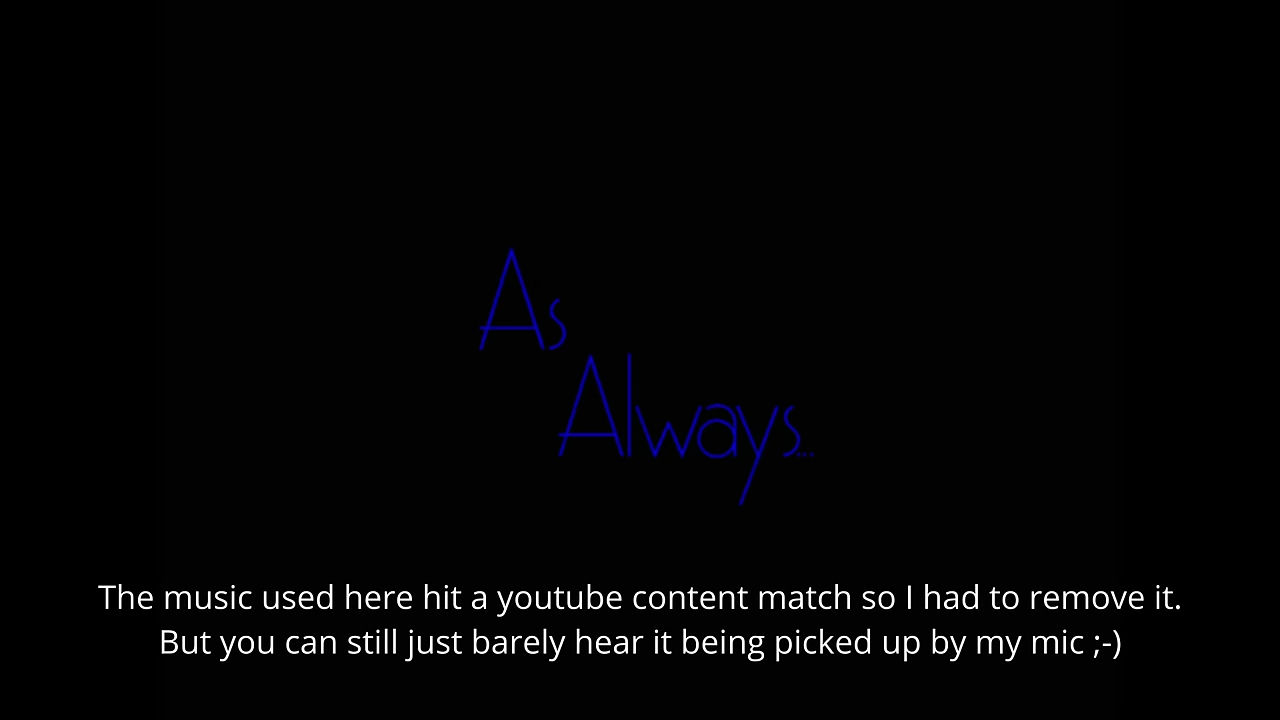 As
Always...
The music used here hit a youtube content match so I had to remove it.
But you can still just barely hear it being picked up by my mic ;-)